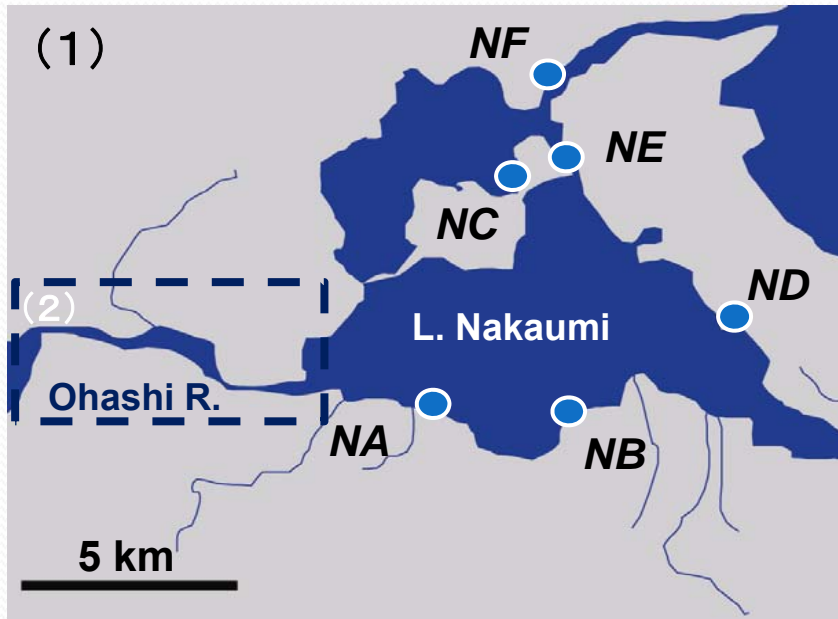 （1）
NF
NE
NC
ND
（2）
L. Nakaumi
Ohashi R.
NA
NB
5 km